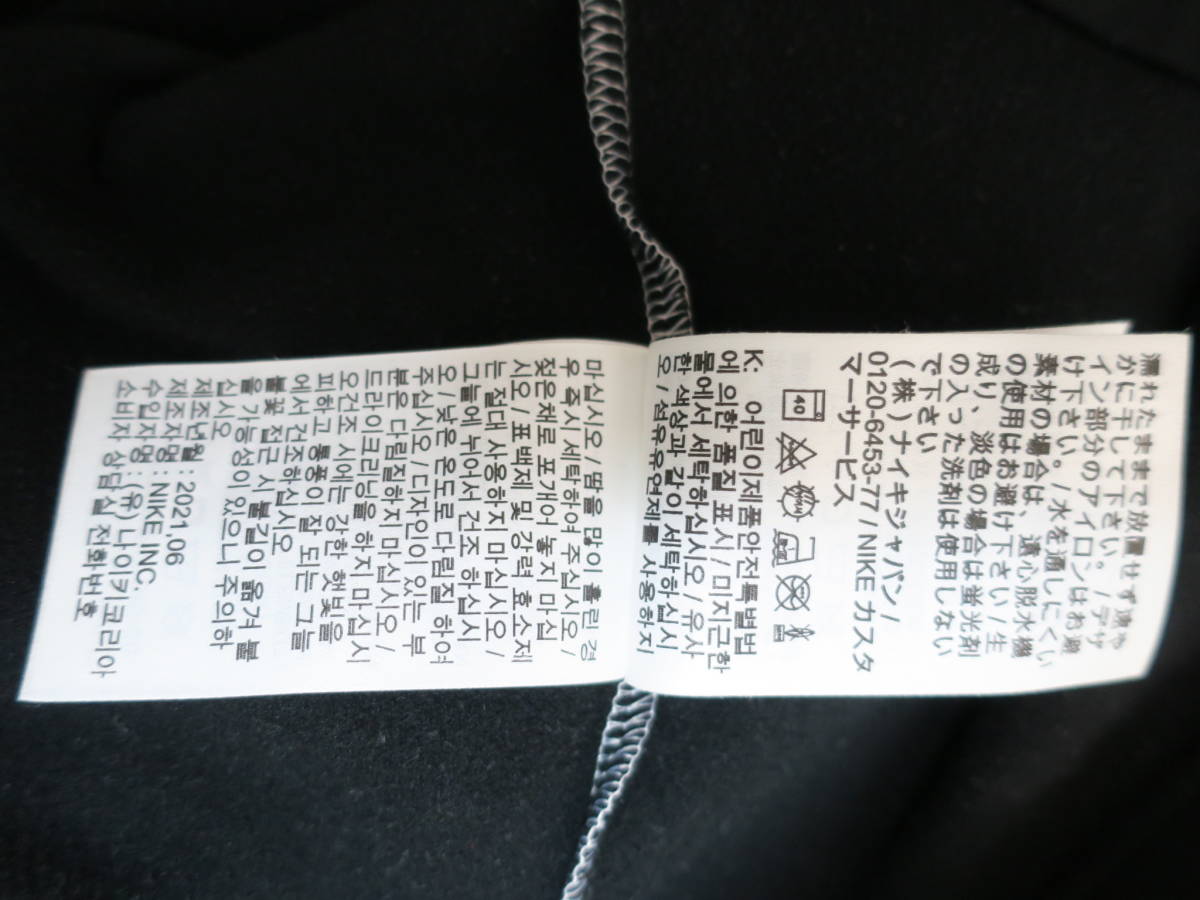 濡れたままで放置せず速や
かに干して下さい。/デザ
イン部分のアイロンはお避
け下さい。/水を通しにくい
素材の場合は、遠心脱水機
の使用はお避け下さい/生
成り、淡色の場合は蛍光剤
の入った洗剤は使用しない
で下さい
(株)ナイキジャパン/
0120-6453-77/NIKE カスタ
マーサービス
40
K: 어린이제품안전특별법
에 의한 품질 표시/미지근한
물에서 세탁하십시오/유사
한 색상과 같이 세탁하십시
오/섬유유연제를 사용하지
마십시오/땀을 많이 흘린 경
우 즉시 세탁하여 주십시오/
젖은채로 포개어 놓지 마십
시오/표백제 및 강력 효소제
는 절대 사용하지 마십시오/
그늘에 누어서 건조 하십시
오/낮은 온도로 다림질 하여
주십시오/디자인이 있는 부
분은 다림질하지 마십시오/
드라이크리닝을 하지 마십시
오건조 시에는 강한 햇빛을
피하고 통풍이 잘 되는 그늘
에서 건조하십시오
불꽃 접근 시 불길이 옮겨 붙
을 가능성이 있으니 주의하
십시오
제조년월 : 2021.06
제조자명 : NIKE INC.
수입자명 : (유)나이키코리아
소비자 상담실 전화번호